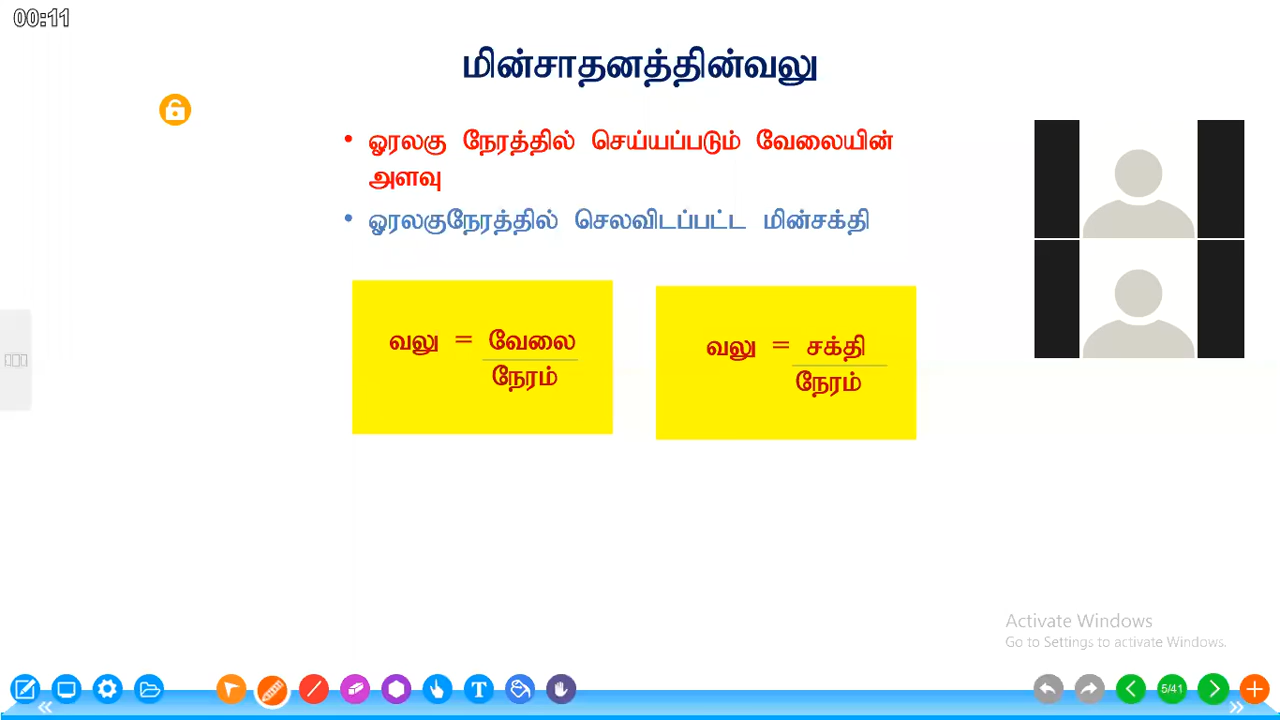 00:11
மின்சாதனத்தின்வலு
• ஓரலகு நேரத்தில் செய்யப்படும் வேலையின்
அளவு
• ஓரலகுநேரத்தில் செலவிடப்பட்ட மின்சக்தி
வலு = வேலை
நேரம்
வலு = சக்தி
நேரம்
Activate Windows
Go to Settings to activate Windows.
T
5/41